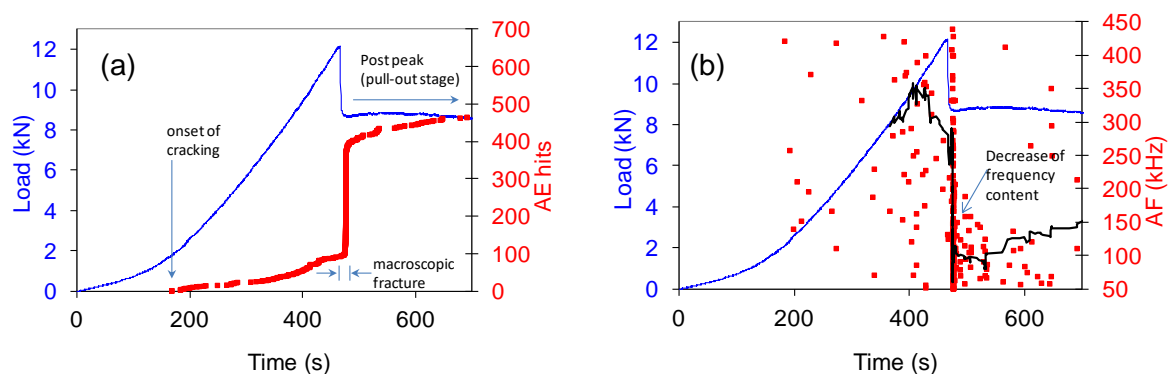 (a)
Load (kN)
12
10
8
6
4
2
0
0
200
400
600
Time (s)
700
600
500
400
300
200
100
0
AE hits
onset of
cracking
Post peak
(pull-out stage)
macroscopic
fracture
(b)
Load (kN)
12
10
8
6
4
2
0
0
200
400
600
Time (s)
450
400
350
300
250
200
150
100
50
AF
(kHz)
Decrease of
frequency
content